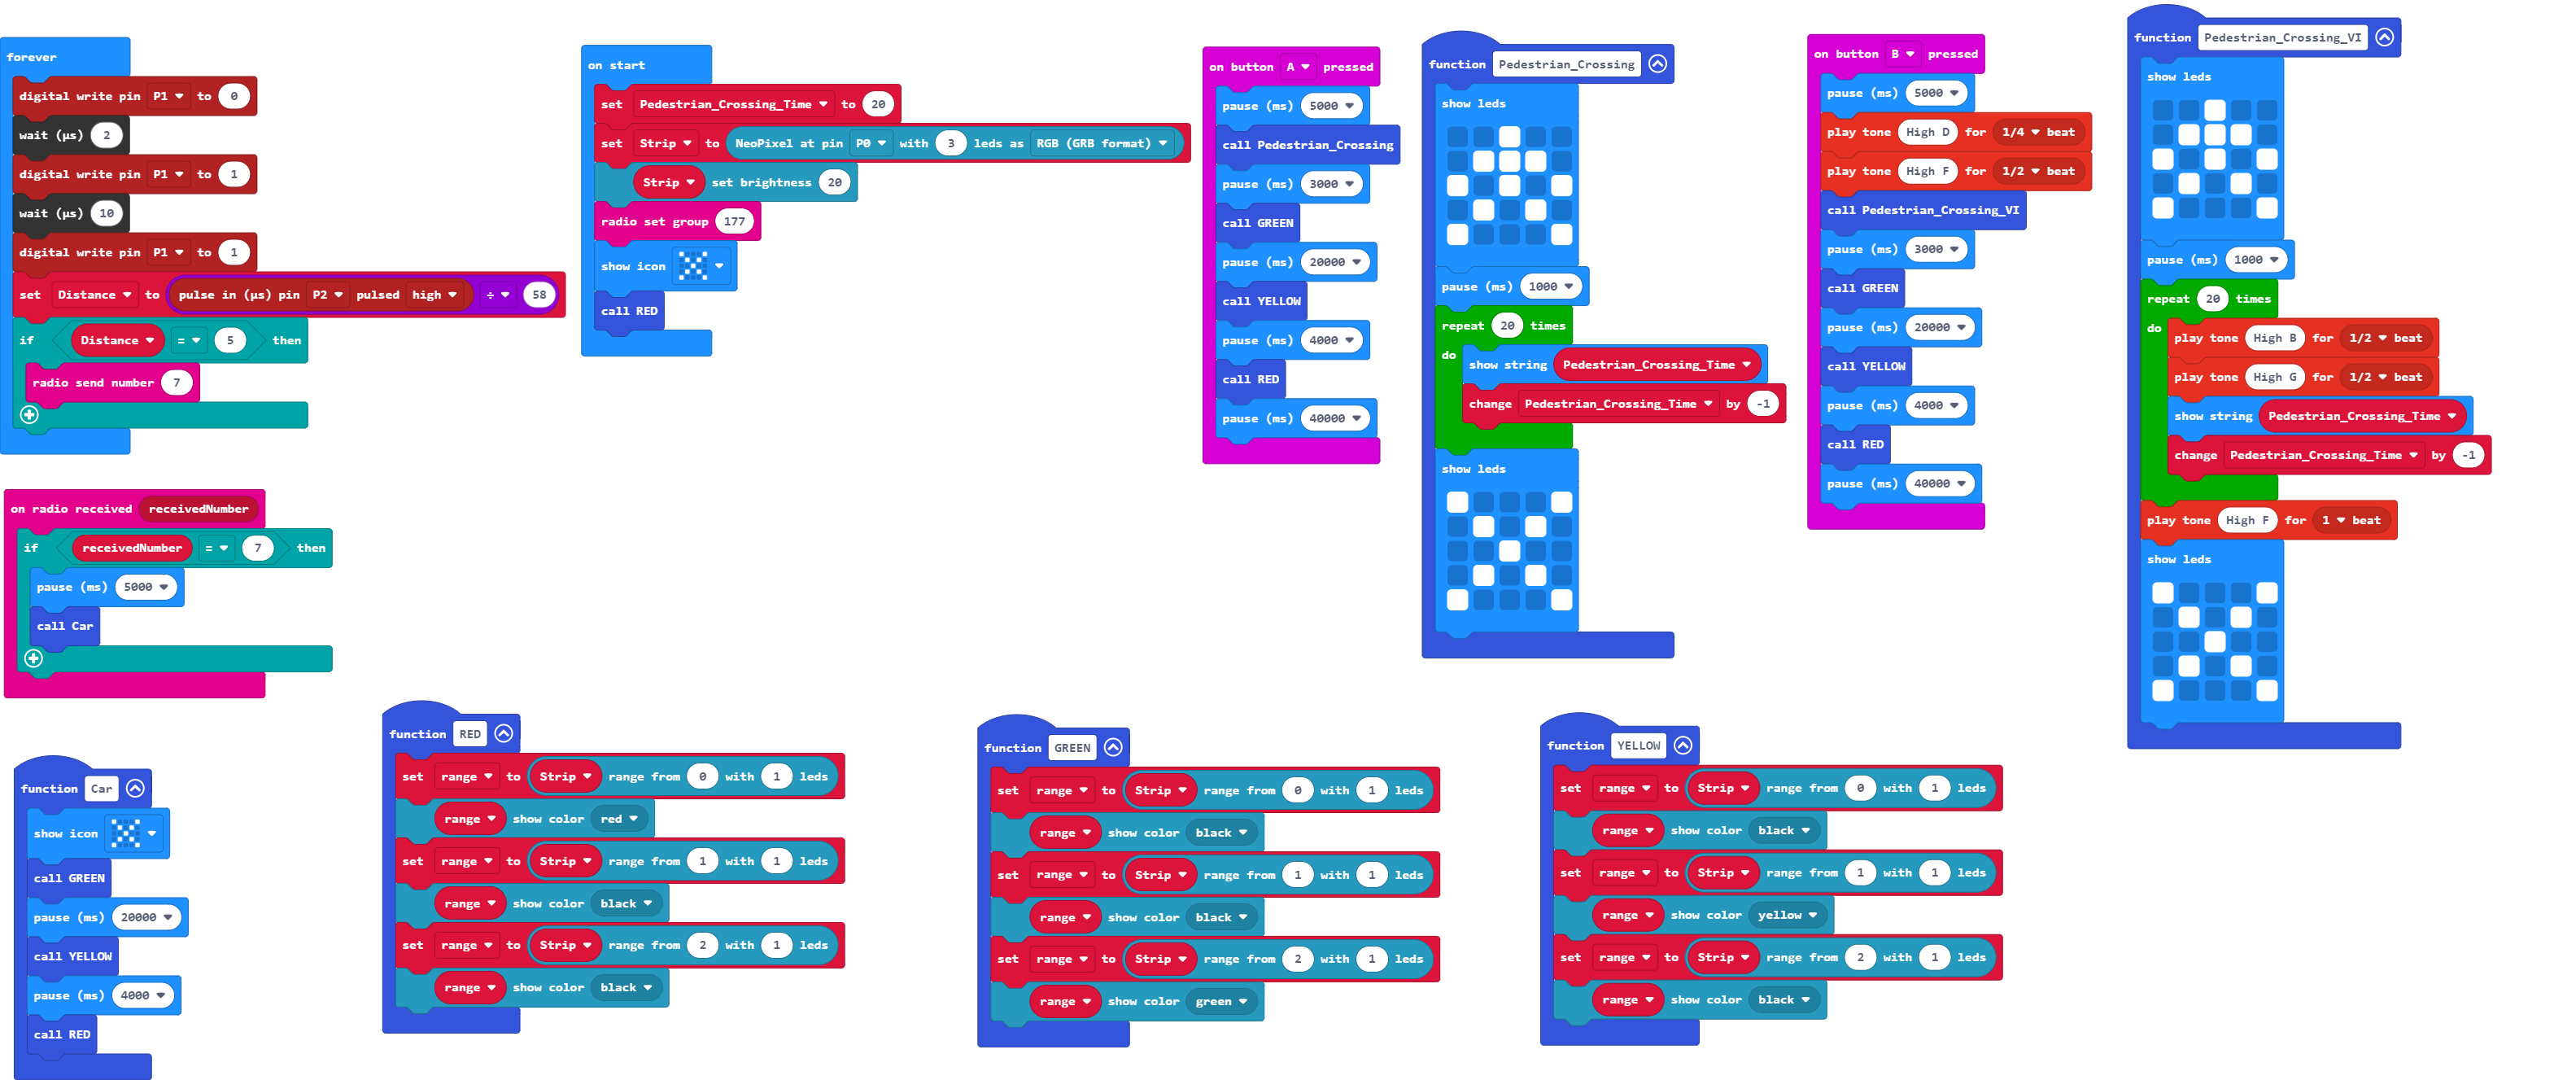 forever
digital write pin P1 to 0
wait (µs) 2
digital write pin P1 to 1
wait (µs) 10
digital write pin P1 to 1
set Distance to pulse in (µs) pin P2 pulsed high ÷ 58
if Distance = 5 then
radio send number 7
on radio received receivedNumber
if receivedNumber = 7 then
pause (ms) 5000
call Car
function Car
show icon
call GREEN
pause (ms) 20000
call YELLOW
pause (ms) 4000
call RED
on start
set Pedestrian_Crossing_Time to 20
set Strip to NeoPixel at pin P0 with 3 leds as RGB (GRB format)
Strip set brightness 20
radio set group 177
show icon
call RED
function RED
set range to Strip range from 0 with 1 leds
range show color red
set range to Strip range from 1 with 1 leds
range show color black
set range to Strip range from 2 with 1 leds
range show color black
function GREEN
set range to Strip range from 0 with 1 leds
range show color black
set range to Strip range from 1 with 1 leds
range show color black
set range to Strip range from 2 with 1 leds
range show color green
on button A pressed
pause (ms) 5000
call Pedestrian_Crossing
pause (ms) 3000
call GREEN
pause (ms) 20000
call YELLOW
pause (ms) 4000
call RED
pause (ms) 40000
function Pedestrian_Crossing
show leds
pause (ms) 1000
repeat 20 times
do
show string Pedestrian_Crossing_Time
change Pedestrian_Crossing_Time by -1
show leds
function YELLOW
set range to Strip range from 0 with 1 leds
range show color black
set range to Strip range from 1 with 1 leds
range show color yellow
set range to Strip range from 2 with 1 leds
range show color black
on button B pressed
pause (ms) 5000
play tone High D for 1/4 beat
play tone High F for 1/2 beat
call Pedestrian_Crossing_VI
pause (ms) 3000
call GREEN
pause (ms) 20000
call YELLOW
pause (ms) 4000
call RED
pause (ms) 40000
function Pedestrian_Crossing_VI
show leds
pause (ms) 1000
repeat 20 times
do
play tone High B for 1/2 beat
play tone High G for 1/2 beat
show string Pedestrian_Crossing_Time
change Pedestrian_Crossing_Time by -1
play tone High F for 1 beat
show leds